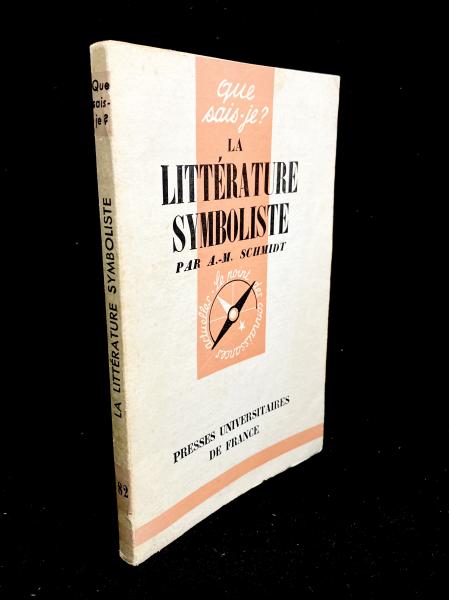 Que
sais-
je?
LA LITTÉRATURE SYMBOLISTE
82
que
sais-je?
LA
LITTÉRATURE
SYMBOLISTE
PAR A.-M. SCHMIDT
le point des connaissances actuelles
PRESSES UNIVERSITAIRES
DE FRANCE